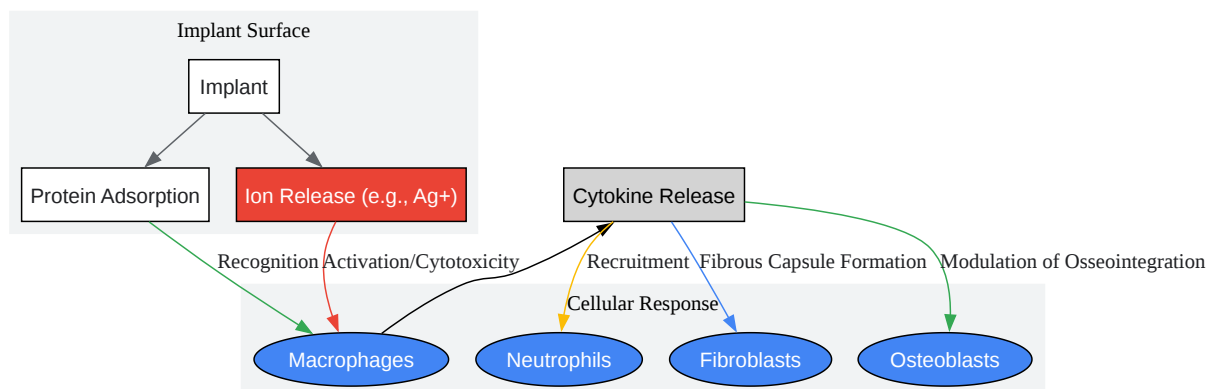 Implant Surface
Implant
Protein Adsorption
Ion Release (e.g., Ag+)
Cytokine Release
Recognition
Activation/Cytotoxicity
Recruitment
Fibrous Capsule Formation
Modulation of Osseointegration
Cellular Response
Macrophages
Neutrophils
Fibroblasts
Osteoblasts